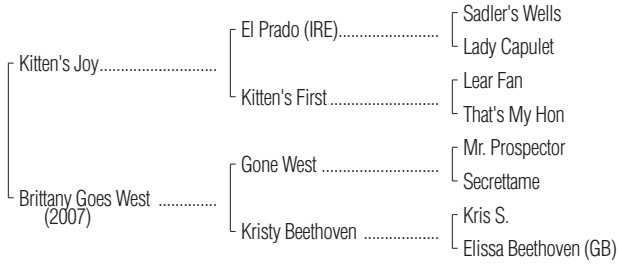 Sadler's Wells
El Prado (IRE)..........................
Lady Capulet
Kitten's Joy..............................
Lear Fan
Kitten's First ............................
That's My Hon
Mr. Prospector
Gone West ..............................
Secrettame
Brittany Goes West ...............
(2007)
Kris S.
Kristy Beethoven ...................
Elissa Beethoven (GB)